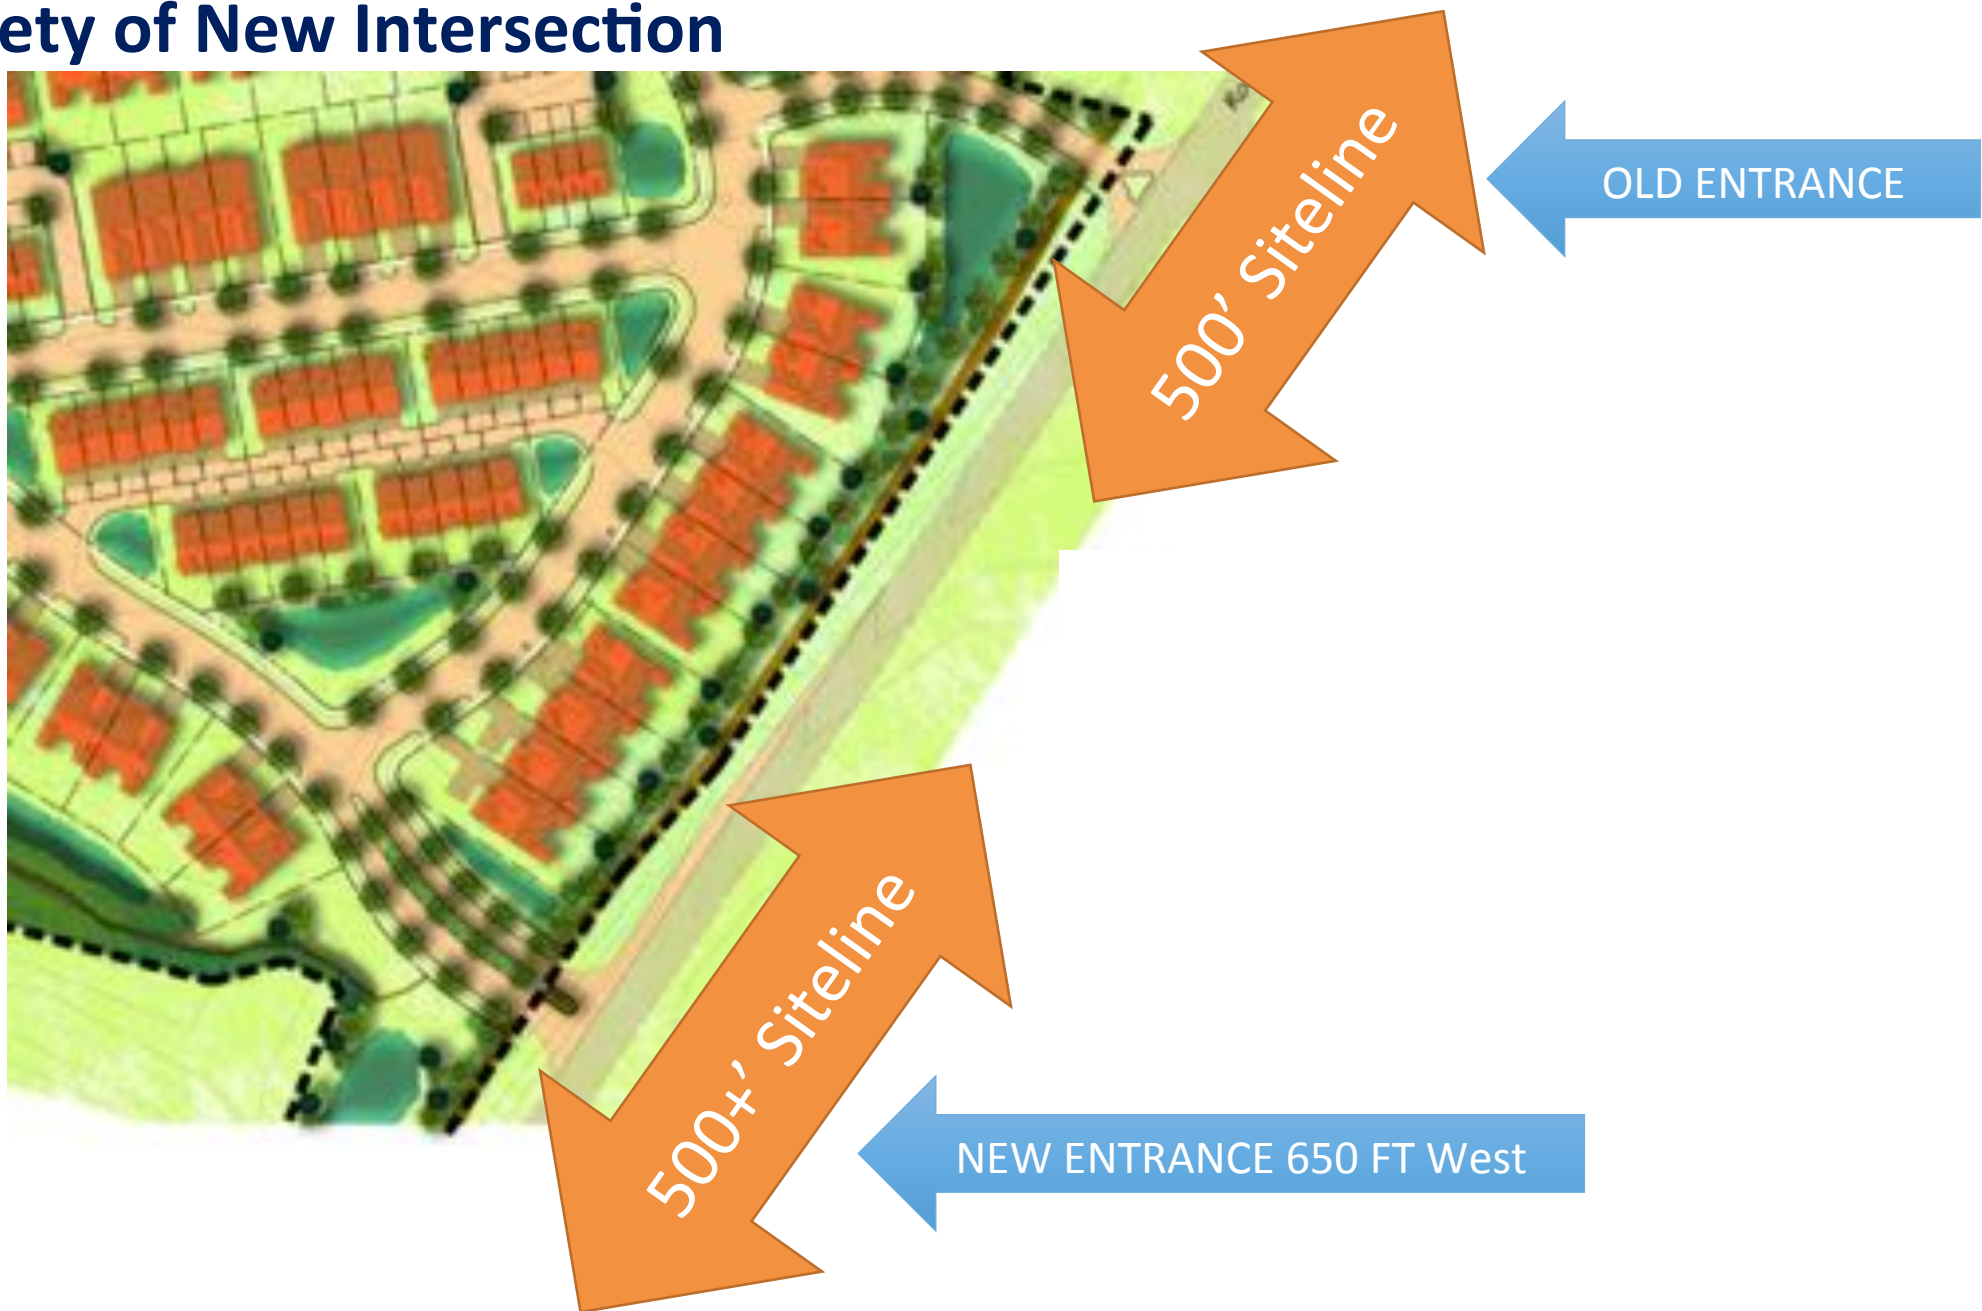 ety of New Intersection
500’ Siteline
OLD ENTRANCE
500+’ Siteline
NEW ENTRANCE 650 FT West